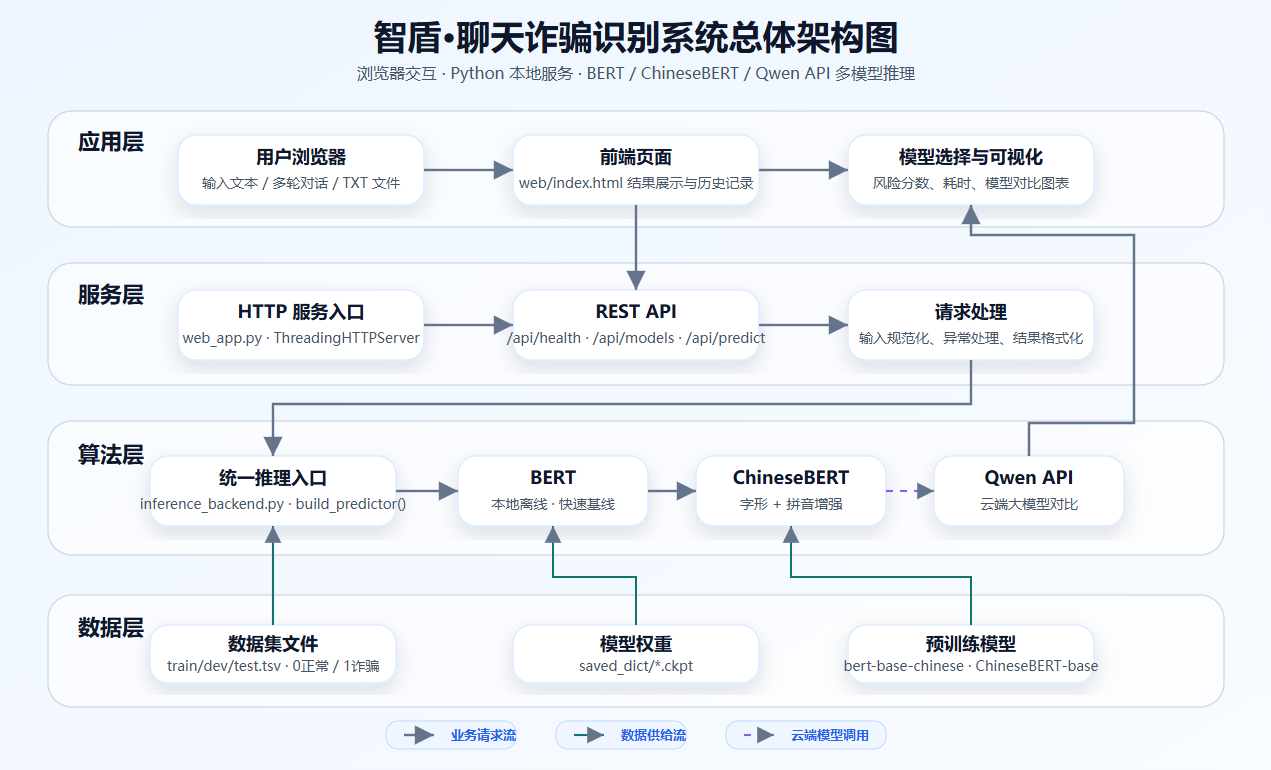 智盾•聊天诈骗识别系统总体架构图
浏览器交互 · Python 本地服务 · BERT / ChineseBERT / Qwen API 多模型推理
应用层
用户浏览器
输入文本 / 多轮对话 / TXT 文件
前端页面
web/index.html 结果展示与历史记录
模型选择与可视化
风险分数、耗时、模型对比图表
服务层
HTTP 服务入口
web_app.py · ThreadingHTTPServer
REST API
/api/health · /api/models · /api/predict
请求处理
输入规范化、异常处理、结果格式化
算法层
统一推理入口
inference_backend.py · build_predictor()
BERT
本地离线 · 快速基线
ChineseBERT
字形 + 拼音增强
Qwen API
云端大模型对比
数据层
数据集文件
train/dev/test.tsv · 0正常 / 1诈骗
模型权重
saved_dict/*.ckpt
预训练模型
bert-base-chinese · ChineseBERT-base
业务请求流
数据供给流
云端模型调用